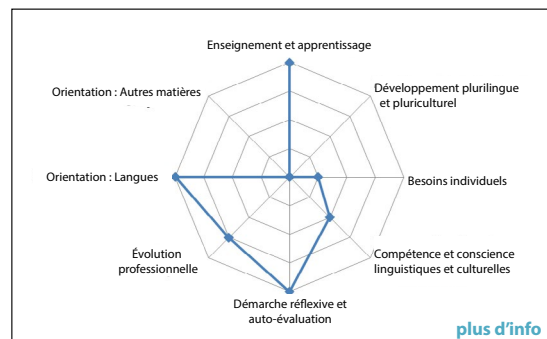 Enseignement et apprentissage
Orientation : Autres matières
Développement plurilingue
et pluriculturel
Orientation : Langues
Besoins individuels
Évolution
professionnelle
Compétence et conscience
linguistiques et culturelles
Démarche réflexive et
auto-évaluation
plus d’info